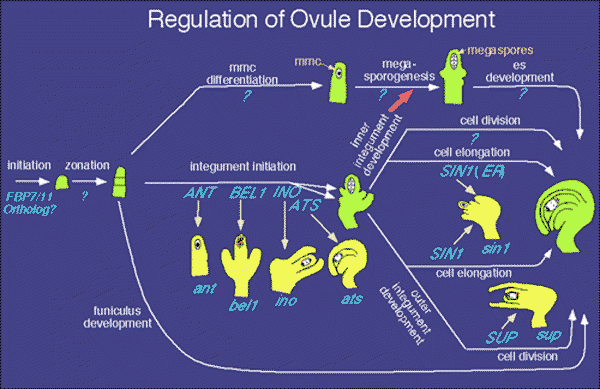 Regulation of Ovule Development
mmc
differentiation
?
mmc
mega-
sporogenesis
?
megaspores
es
development
?
initiation
FBP7/11
Ortholog?
zonation
?
integument initiation
ANT BEL1 INO
ATS
ant
bel1
ino
ats
inner
integument
development
cell division
?
cell elongation
SIN1(ER)
SIN1
sin1
cell elongation
outer
integument
development
SUP
sup
cell division
funiculus
development